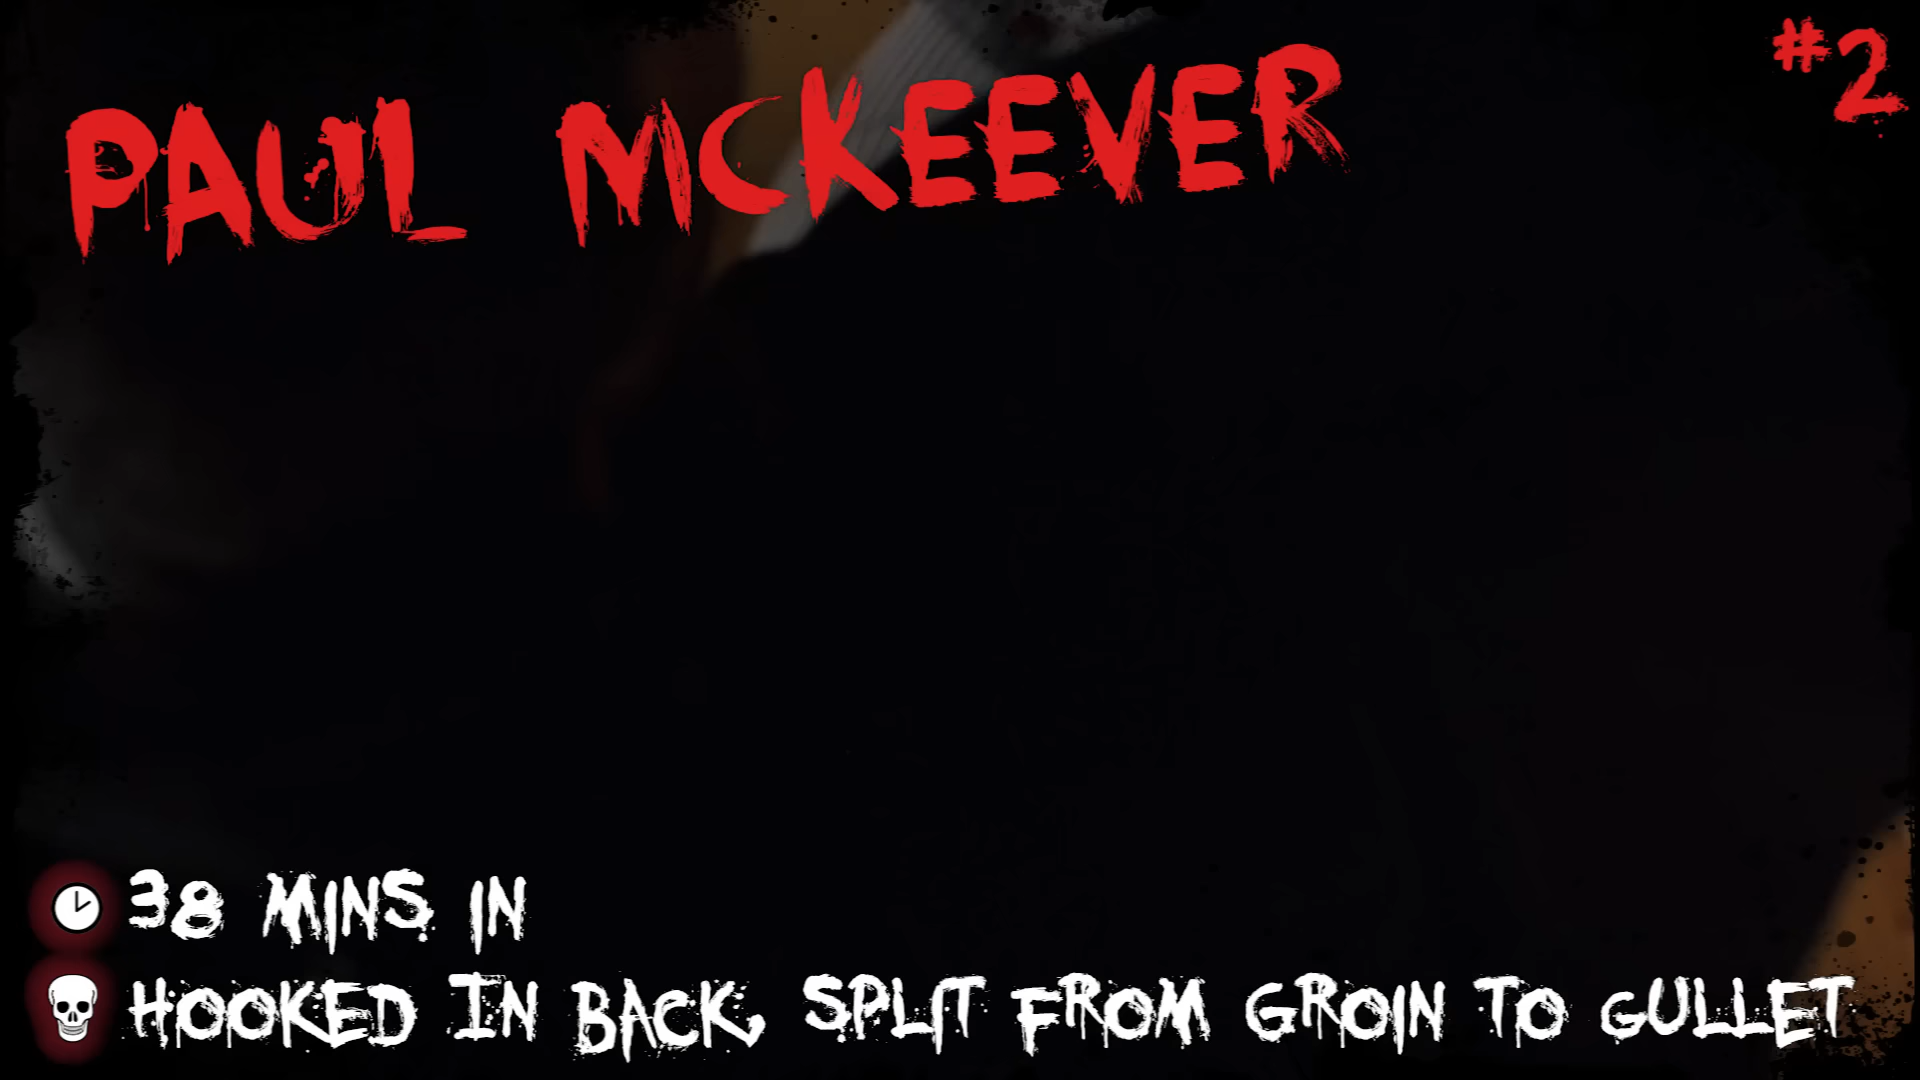 PAUL MCKEEVER
#2
38 MINS IN
HOOKED IN BACK, SPLIT FROM GROIN TO GULLET